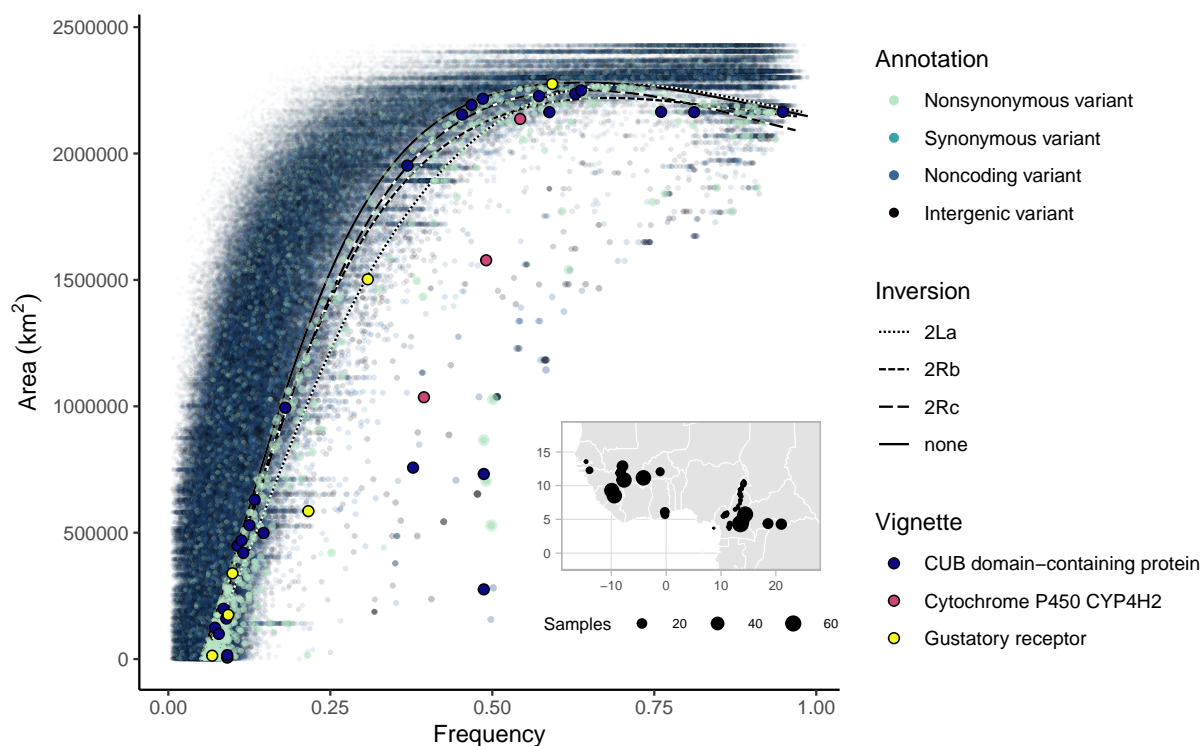 2500000
2000000
1500000
1000000
500000
0
Area (km²)
0.00 0.25 0.50 0.75 1.00
Frequency
15
10
5
0
−10 0 10 20
Samples 20 40 60
Annotation
Nonsynonymous variant
Synonymous variant
Noncoding variant
Intergenic variant
Inversion
2La
2Rb
2Rc
none
Vignette
CUB domain−containing protein
Cytochrome P450 CYP4H2
Gustatory receptor